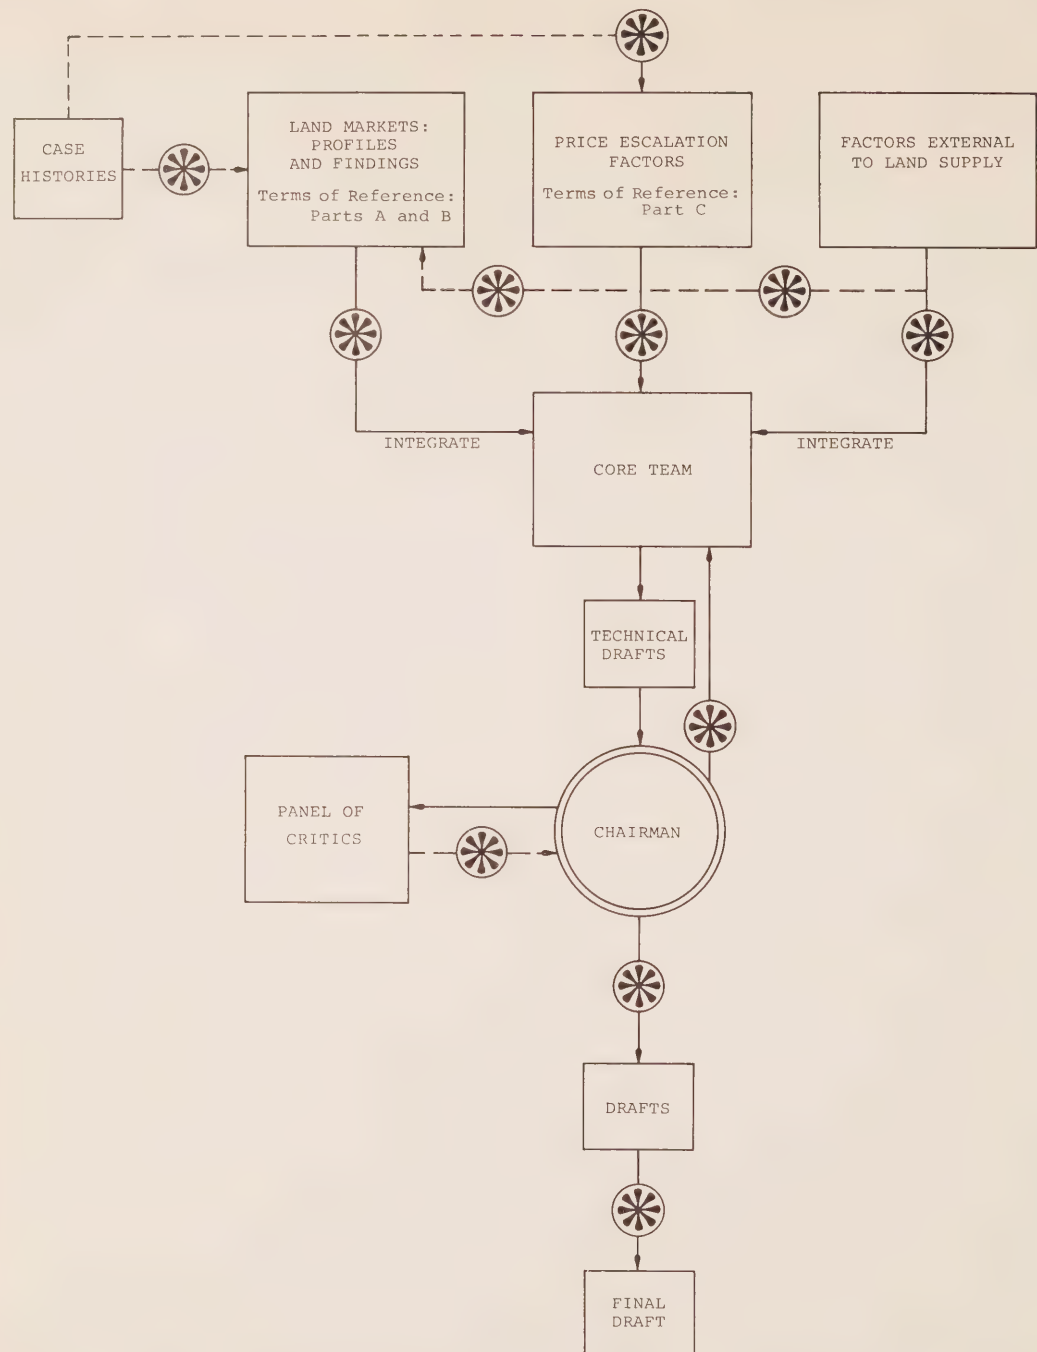 CASE
HISTORIES
LAND MARKETS:
PROFILES
AND FINDINGS
Terms of Reference:
Parts A and B
PRICE ESCALATION
FACTORS
Terms of Reference:
Part C
FACTORS EXTERNAL
TO LAND SUPPLY
INTEGRATE
INTEGRATE
CORE TEAM
TECHNICAL
DRAFTS
PANEL OF
CRITICS
CHAIRMAN
DRAFTS
FINAL
DRAFT